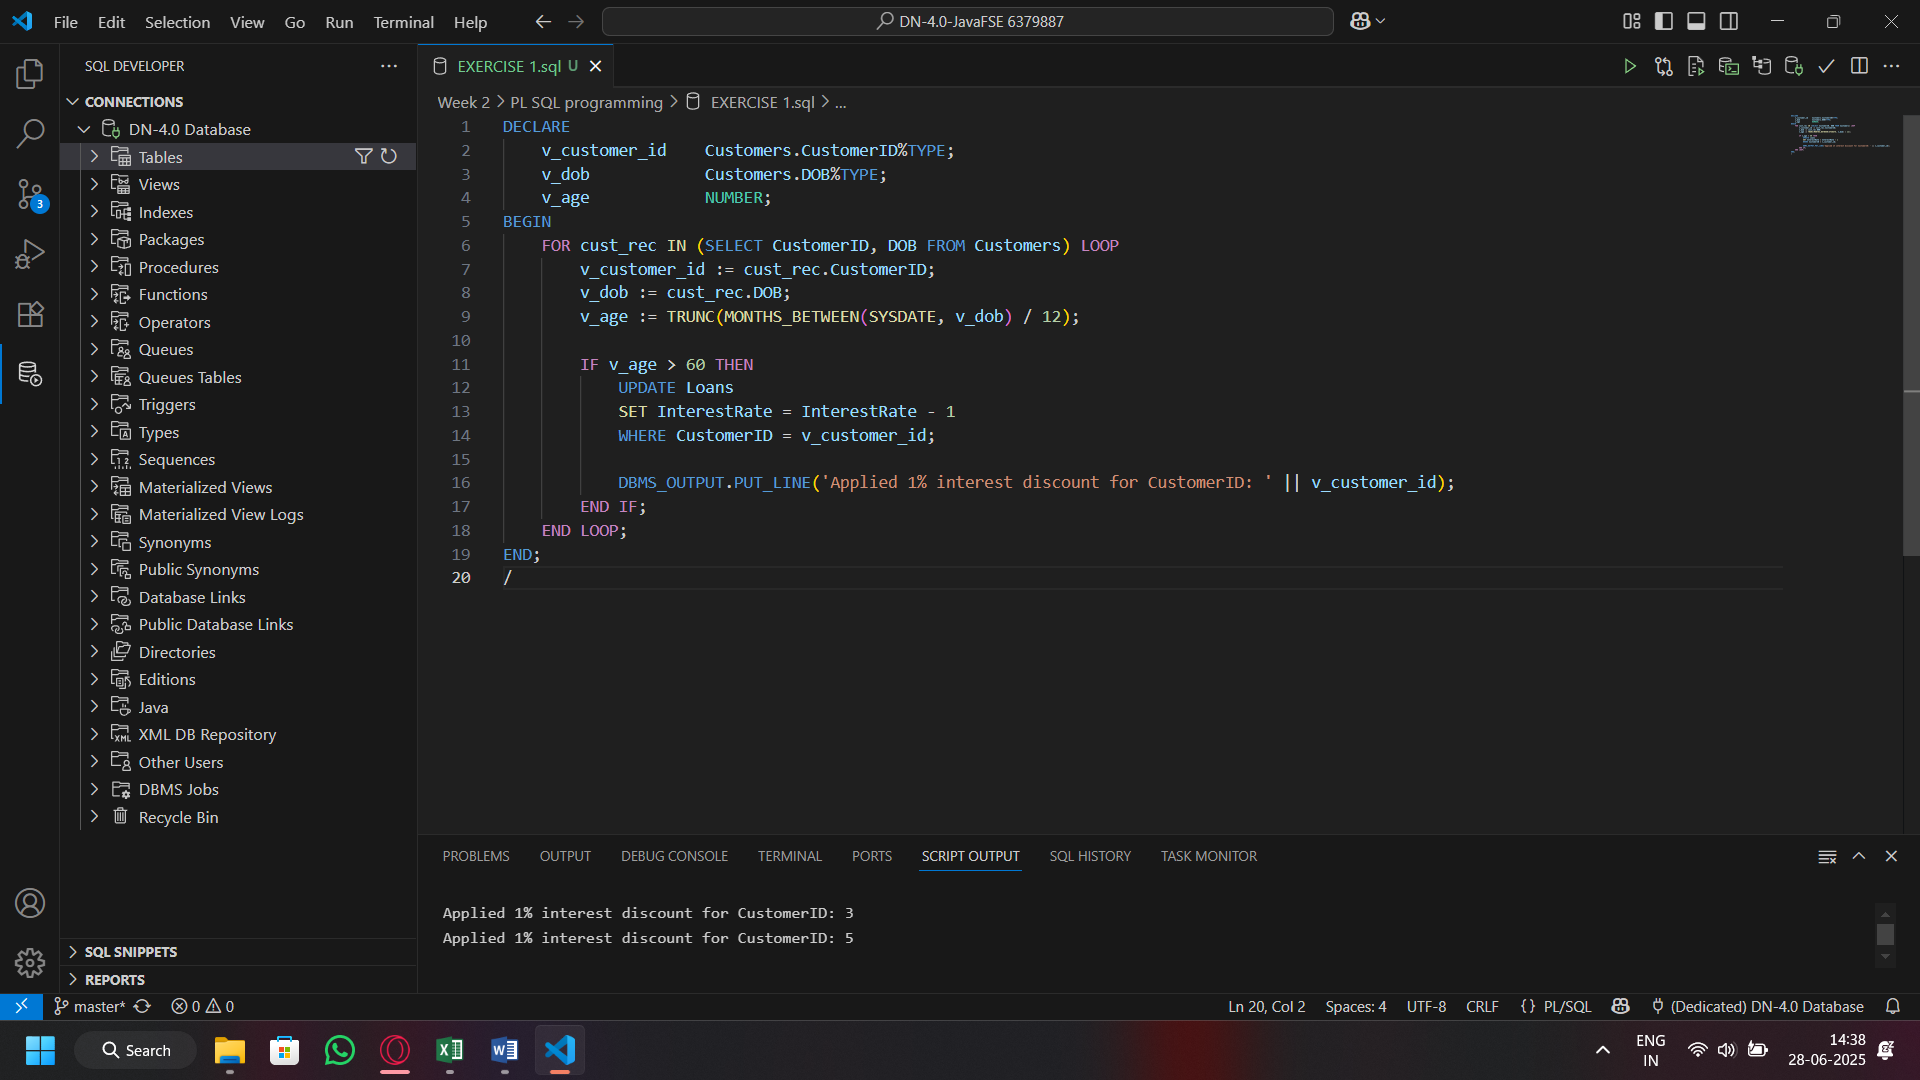 File Edit Selection View Go Run Terminal Help
DN-4.0-JavaFSE 6379887
SQL DEVELOPER
CONNECTIONS
DN-4.0 Database
Tables
Views
Indexes
Packages
Procedures
Functions
Operators
Queues
Queues Tables
Triggers
Types
Sequences
Materialized Views
Materialized View Logs
Synonyms
Public Synonyms
Database Links
Public Database Links
Directories
Editions
Java
XML DB Repository
Other Users
DBMS Jobs
Recycle Bin
SQL SNIPPETS
REPORTS
3
EXERCISE 1.sql U
Week 2 > PL SQL programming > EXERCISE 1.sql > ...
1 DECLARE
2 v_customer_id Customers.CustomerID%TYPE;
3 v_dob Customers.DOB%TYPE;
4 v_age NUMBER;
5 BEGIN
6 FOR cust_rec IN (SELECT CustomerID, DOB FROM Customers) LOOP
7 v_customer_id := cust_rec.CustomerID;
8 v_dob := cust_rec.DOB;
9 v_age := TRUNC(MONTHS_BETWEEN(SYSDATE, v_dob) / 12);
10
11 IF v_age > 60 THEN
12 UPDATE Loans
13 SET InterestRate = InterestRate - 1
14 WHERE CustomerID = v_customer_id;
15
16 DBMS_OUTPUT.PUT_LINE('Applied 1% interest discount for CustomerID: ' || v_customer_id);
17 END IF;
18 END LOOP;
19 END;
20 /
PROBLEMS OUTPUT DEBUG CONSOLE TERMINAL PORTS SCRIPT OUTPUT SQL HISTORY TASK MONITOR
Applied 1% interest discount for CustomerID: 3
Applied 1% interest discount for CustomerID: 5
master* 0 0 Ln 20, Col 2 Spaces: 4 UTF-8 CRLF {} PL/SQL (Dedicated) DN-4.0 Database
Search
ENG
IN
14:38
28-06-2025